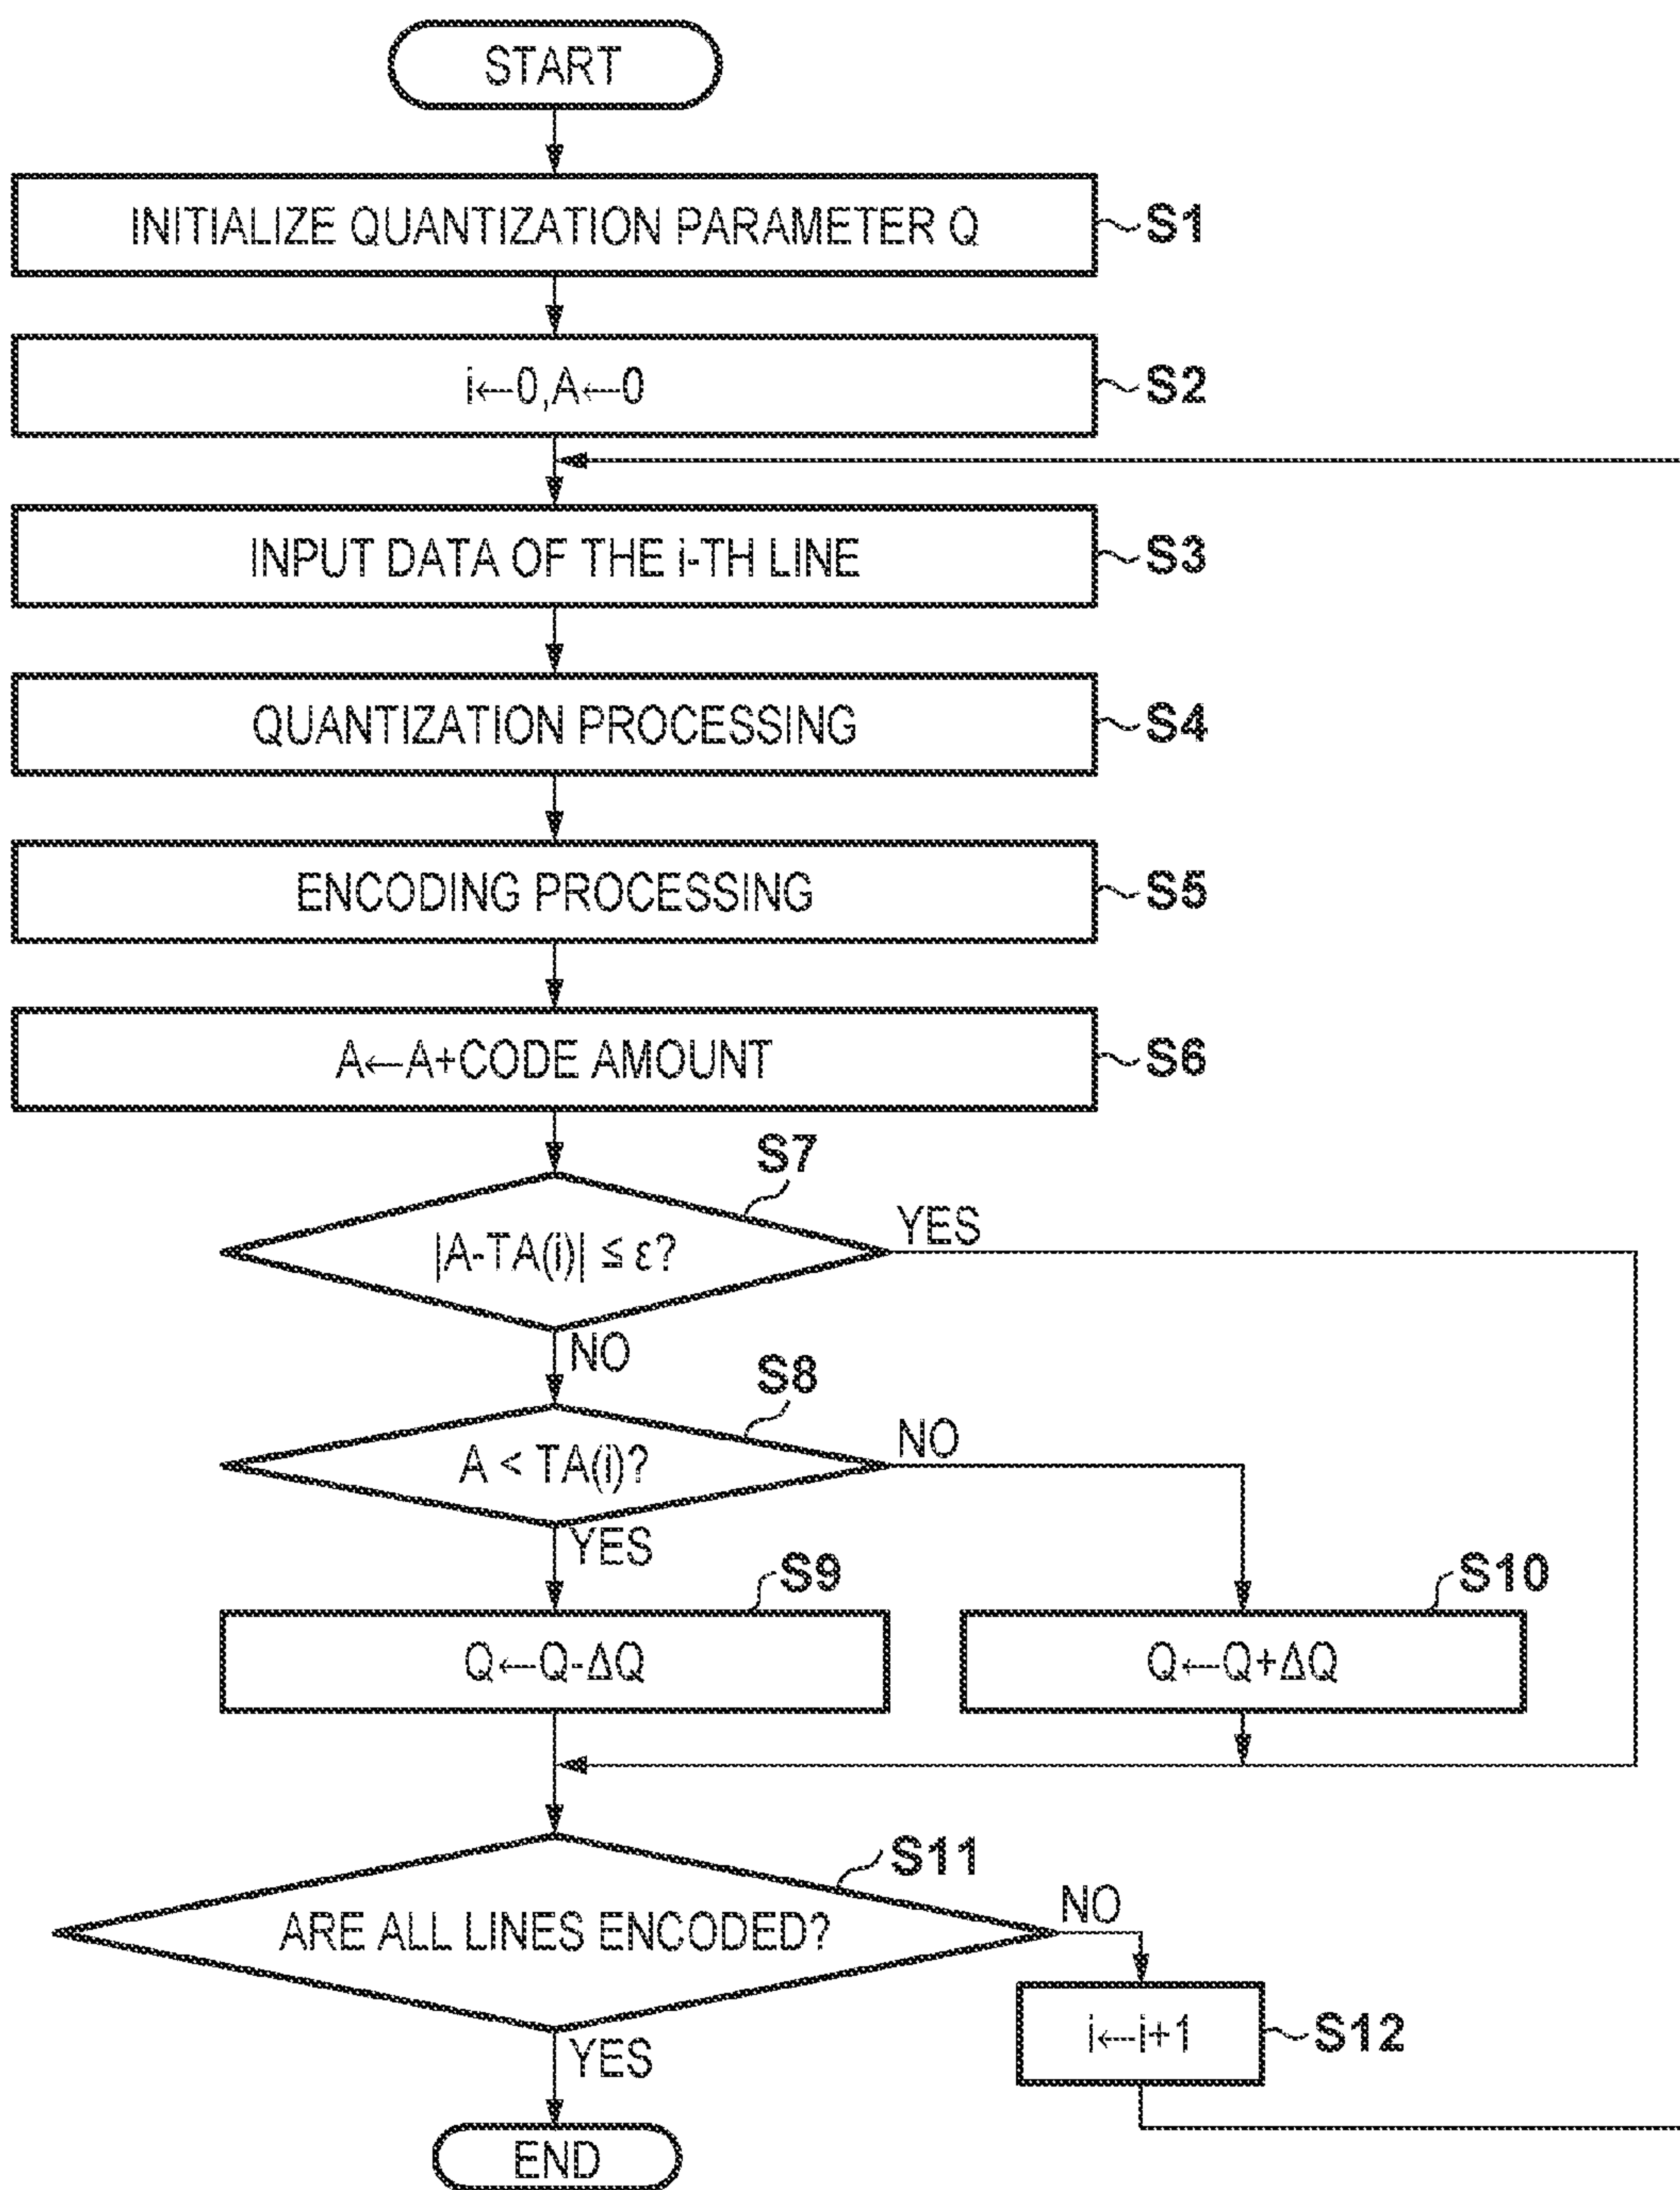 START
INITIALIZE QUANTIZATION PARAMETER Q
S1
i←0,A←0
S2
INPUT DATA OF THE i-TH LINE
S3
QUANTIZATION PROCESSING
S4
ENCODING PROCESSING
S5
A←A+CODE AMOUNT
S6
S7
|A-TA(i)| ≤ ε?
YES
NO
S8
A < TA(i)?
NO
YES
S9
Q←Q-ΔQ
S10
Q←Q+ΔQ
S11
ARE ALL LINES ENCODED?
NO
YES
i←i+1
S12
END